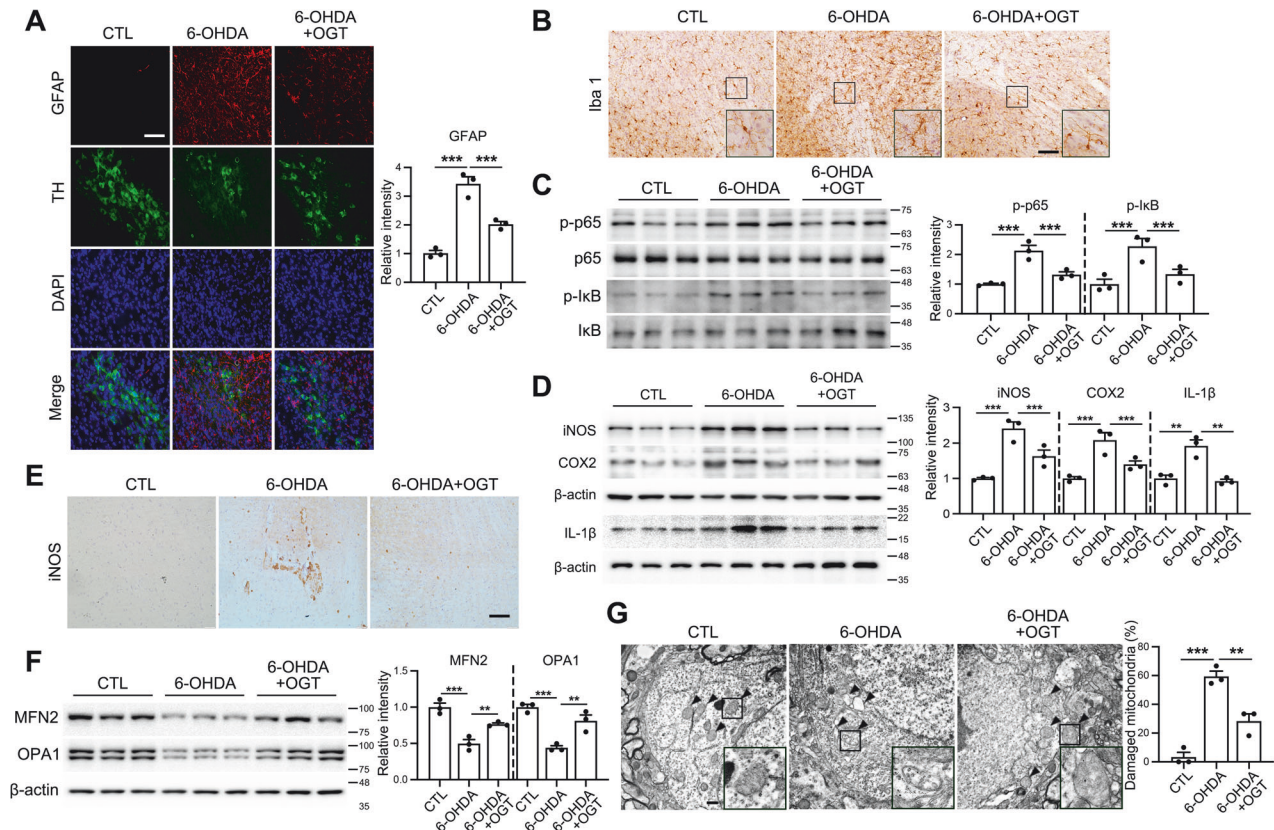 A
CTL
6-OHDA
6-OHDA
+OGT
GFAP
TH
DAPI
Merge
GFAP
Relative intensity
***
***
4
3
2
1
0
CTL
6-OHDA
6-OHDA
+OGT
B
CTL
6-OHDA
6-OHDA+OGT
Iba 1
C
CTL
6-OHDA
6-OHDA
+OGT
p-p65
p65
p-IκB
IκB
75
63
75
63
48
35
48
35
p-p65
p-IκB
Relative intensity
***
***
***
***
3
2
1
0
CTL
6-OHDA
6-OHDA
+OGT
CTL
6-OHDA
6-OHDA
+OGT
D
CTL
6-OHDA
6-OHDA
+OGT
iNOS
COX2
β-actin
IL-1β
β-actin
135
100
75
63
48
35
22
15
48
35
iNOS
COX2
IL-1β
Relative intensity
***
***
***
***
**
**
3
2
1
0
CTL
6-OHDA
6-OHDA
+OGT
CTL
6-OHDA
6-OHDA
+OGT
CTL
6-OHDA
6-OHDA
+OGT
E
CTL
6-OHDA
6-OHDA+OGT
iNOS
F
CTL
6-OHDA
6-OHDA
+OGT
MFN2
OPA1
β-actin
100
75
100
75
48
35
MFN2
OPA1
Relative intensity
***
**
***
**
1.5
1.0
0.5
0.0
CTL
6-OHDA
6-OHDA
+OGT
CTL
6-OHDA
6-OHDA
+OGT
G
CTL
6-OHDA
6-OHDA
+OGT
Damaged mitochondria (%)
***
**
80
60
40
20
0
CTL
6-OHDA
6-OHDA
+OGT